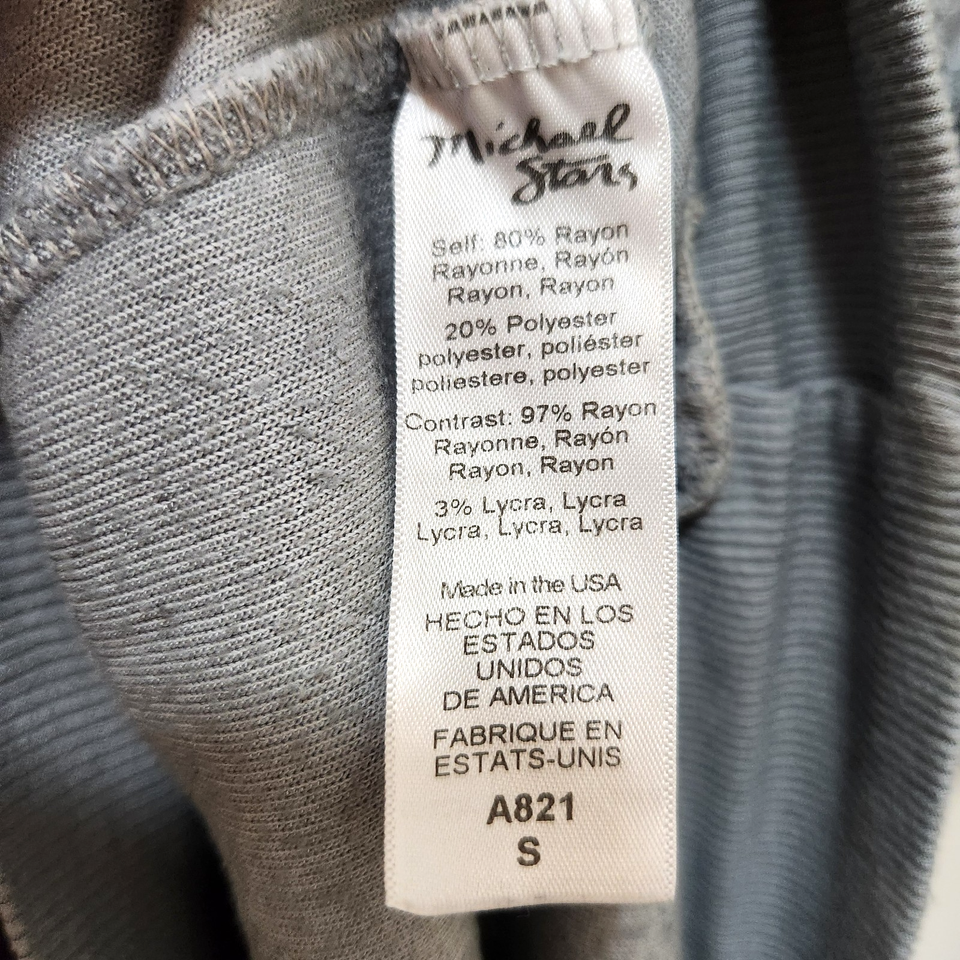 Michael
Stars
Self: 80% Rayon
Rayonne, Rayón
Rayon, Rayon
20% Polyester
polyester, poliéster
poliestere, polyester
Contrast: 97% Rayon
Rayonne, Rayón
Rayon, Rayon
3% Lycra, Lycra
Lycra, Lycra, Lycra
Made in the USA
HECHO EN LOS
ESTADOS
UNIDOS
DE AMERICA
FABRIQUE EN
ESTATS-UNIS
A821
S